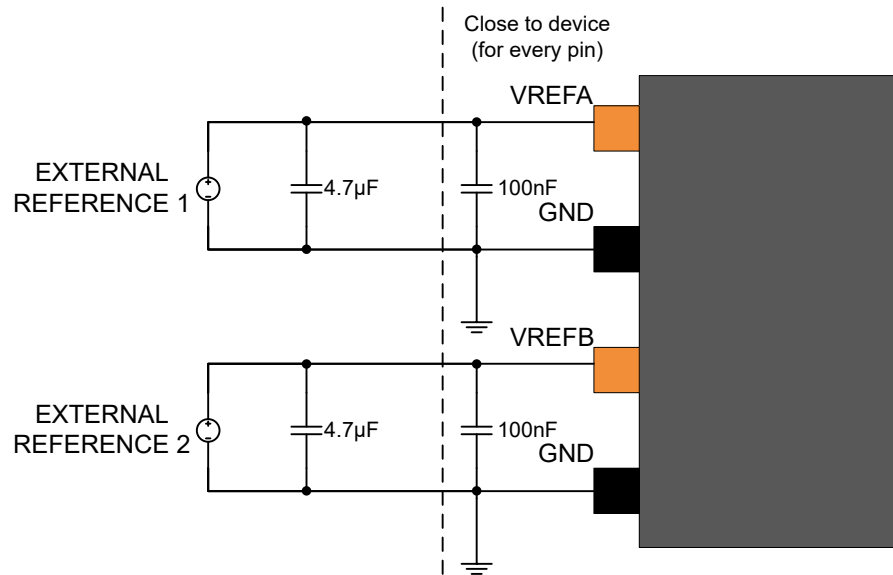 Close to device
(for every pin)
VREFA
EXTERNAL
REFERENCE 1
4.7µF
100nF
GND
VREFB
EXTERNAL
REFERENCE 2
4.7µF
100nF
GND